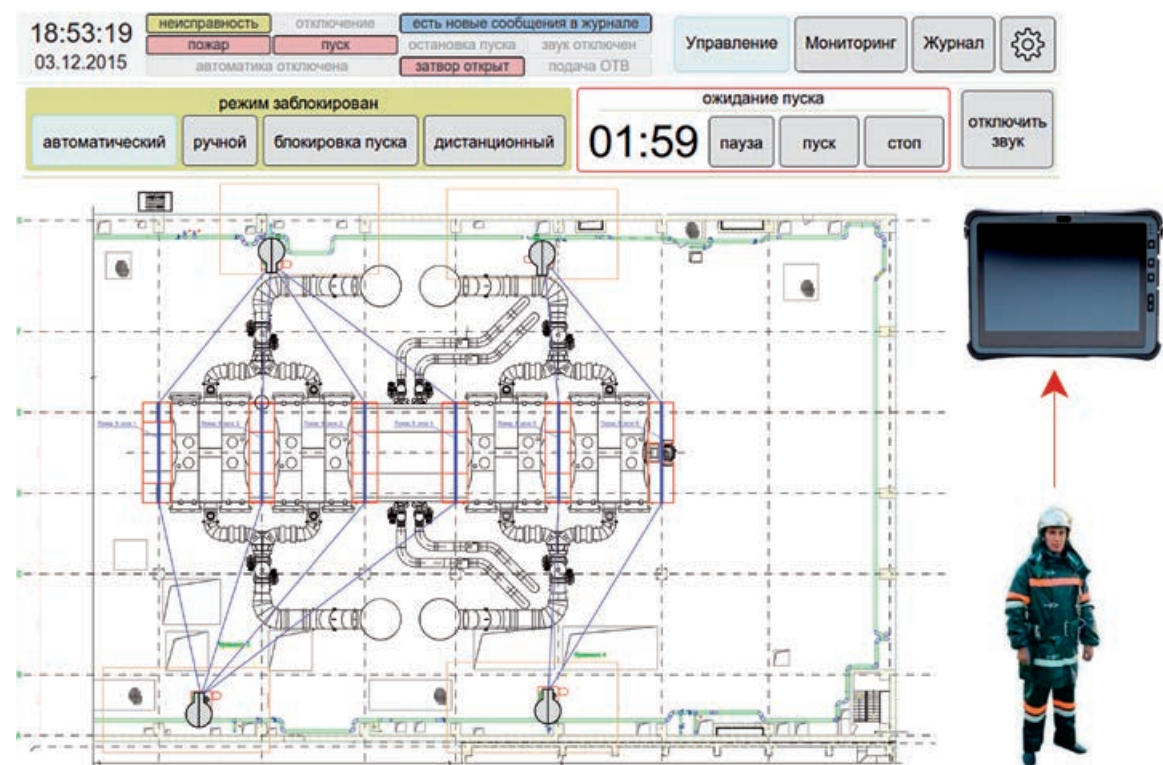 18:53:19
03.12.2015
неисправность
отключение
есть новые сообщения в журнале
пожар
пуск
остановка пуска
звук отключен
автоматика отключена
затвор открыт
подача ОТВ
Управление
Мониторинг
Журнал
режим заблокирован
автоматический
ручной
блокировка пуска
дистанционный
ожидание пуска
01:59
пауза
пуск
стоп
отключить
звук